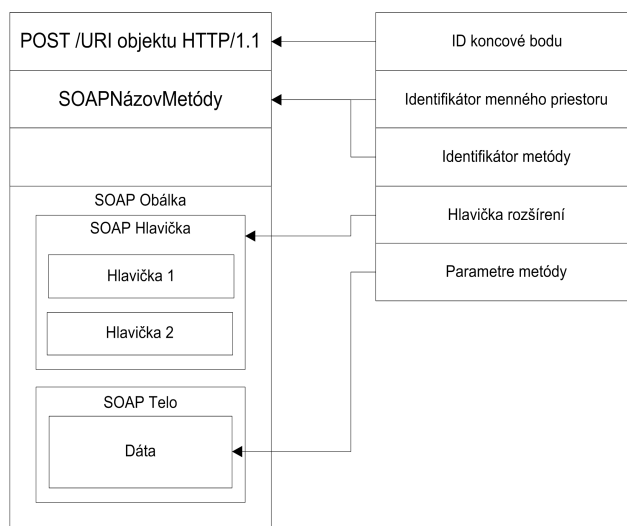 POST /URI objektu HTTP/1.1
SOAPNázovMetódy
SOAP Obálka
SOAP Hlavička
Hlavička 1
Hlavička 2
SOAP Telo
Dáta
ID koncové bodu
Identifikátor menného priestoru
Identifikátor metódy
Hlavička rozšírení
Parametre metódy